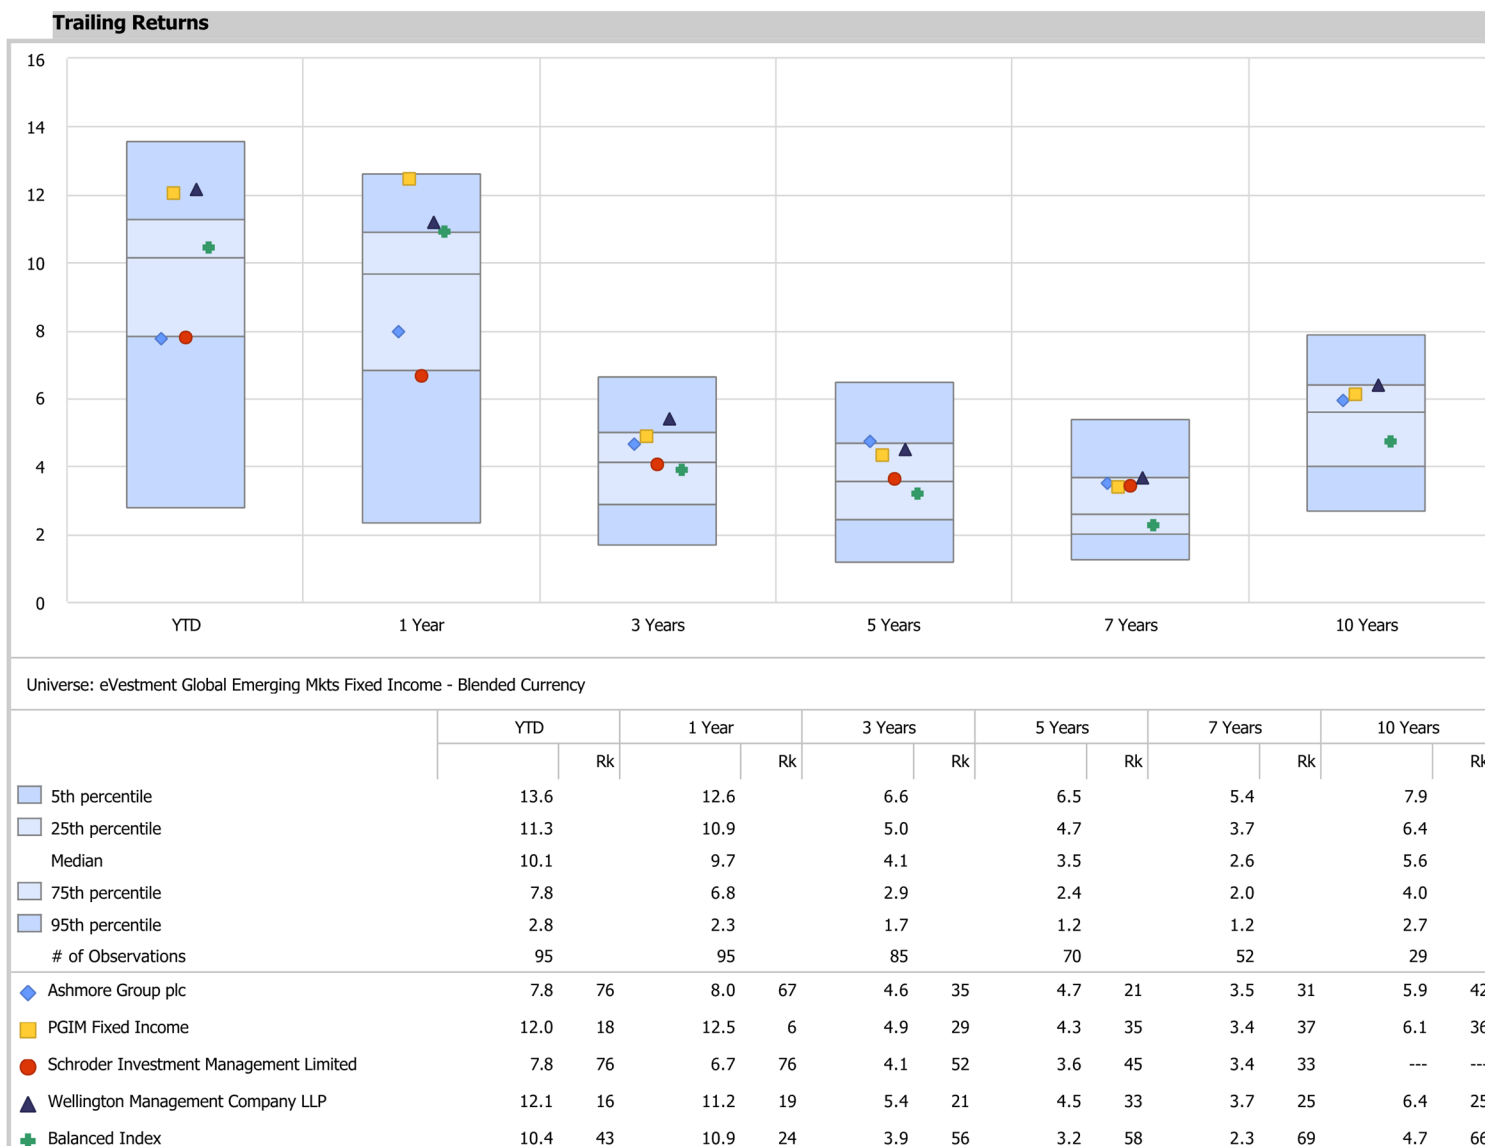 Trailing Returns
16
14
12
10
8
6
4
2
0
YTD 1 Year 3 Years 5 Years 7 Years 10 Years
Universe: eVestment Global Emerging Mkts Fixed Income - Blended Currency
YTD 1 Year 3 Years 5 Years 7 Years 10 Years
Rk Rk Rk Rk Rk Rk
5th percentile 13.6 12.6 6.6 6.5 5.4 7.9
25th percentile 11.3 10.9 5.0 4.7 3.7 6.4
Median 10.1 9.7 4.1 3.5 2.6 5.6
75th percentile 7.8 6.8 2.9 2.4 2.0 4.0
95th percentile 2.8 2.3 1.7 1.2 1.2 2.7
# of Observations 95 95 85 70 52 29
Ashmore Group plc 7.8 76 8.0 67 4.6 35 4.7 21 3.5 31 5.9 42
PGIM Fixed Income 12.0 18 12.5 6 4.9 29 4.3 35 3.4 37 6.1 36
Schroder Investment Management Limited 7.8 76 6.7 76 4.1 52 3.6 45 3.4 33 --- ---
Wellington Management Company LLP 12.1 16 11.2 19 5.4 21 4.5 33 3.7 25 6.4 25
Balanced Index 10.4 43 10.9 24 3.9 56 3.2 58 2.3 69 4.7 66